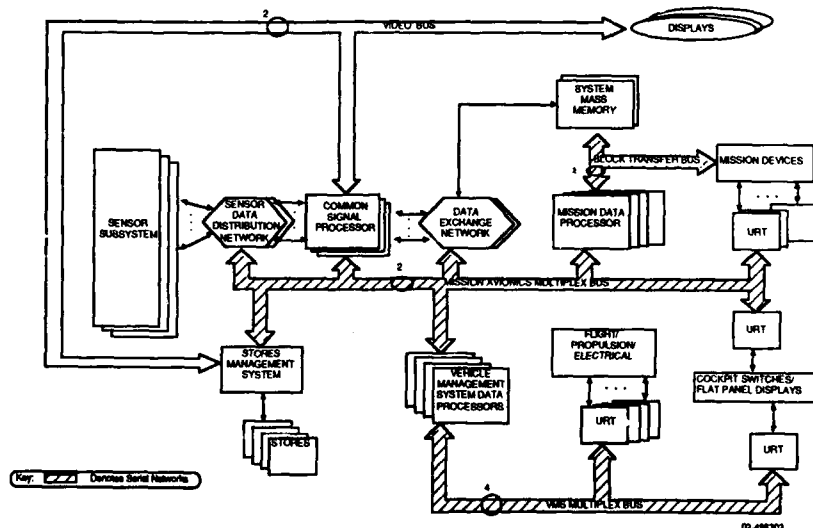 2
VIDEO BUS
DISPLAYS
SYSTEM
MASS
MEMORY
BLOCK TRANSFER BUS
2
MISSION DEVICES
SENSOR
SUBSYSTEM
SENSOR
DATA
DISTRIBUTION
NETWORK
COMMON
SIGNAL
PROCESSOR
DATA
EXCHANGE
NETWORK
MISSION DATA
PROCESSOR
URT
2
MISSION AVIONICS MULTIPLEX BUS
STORES
MANAGEMENT
SYSTEM
VEHICLE
MANAGEMENT
SYSTEM DATA
PROCESSORS
FLIGHT/
PROPULSION/
ELECTRICAL
URT
COCKPIT SWITCHES/
FLAT PANEL DISPLAYS
STORES
URT
URT
Key:
Denotes Serial Networks
4
VMS MULTIPLEX BUS